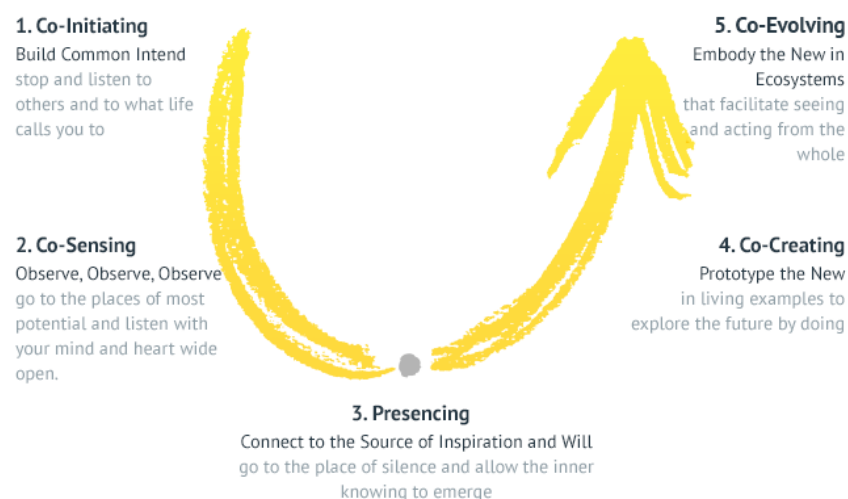 1. Co-Initiating
Build Common Intend
stop and listen to
others and to what life
calls you to
2. Co-Sensing
Observe, Observe, Observe
go to the places of most
potential and listen with
your mind and heart wide
open.
3. Presencing
Connect to the Source of Inspiration and Will
go to the place of silence and allow the inner
knowing to emerge
4. Co-Creating
Prototype the New
in living examples to
explore the future by doing
5. Co-Evolving
Embody the New in
Ecosystems
that facilitate seeing
and acting from the
whole